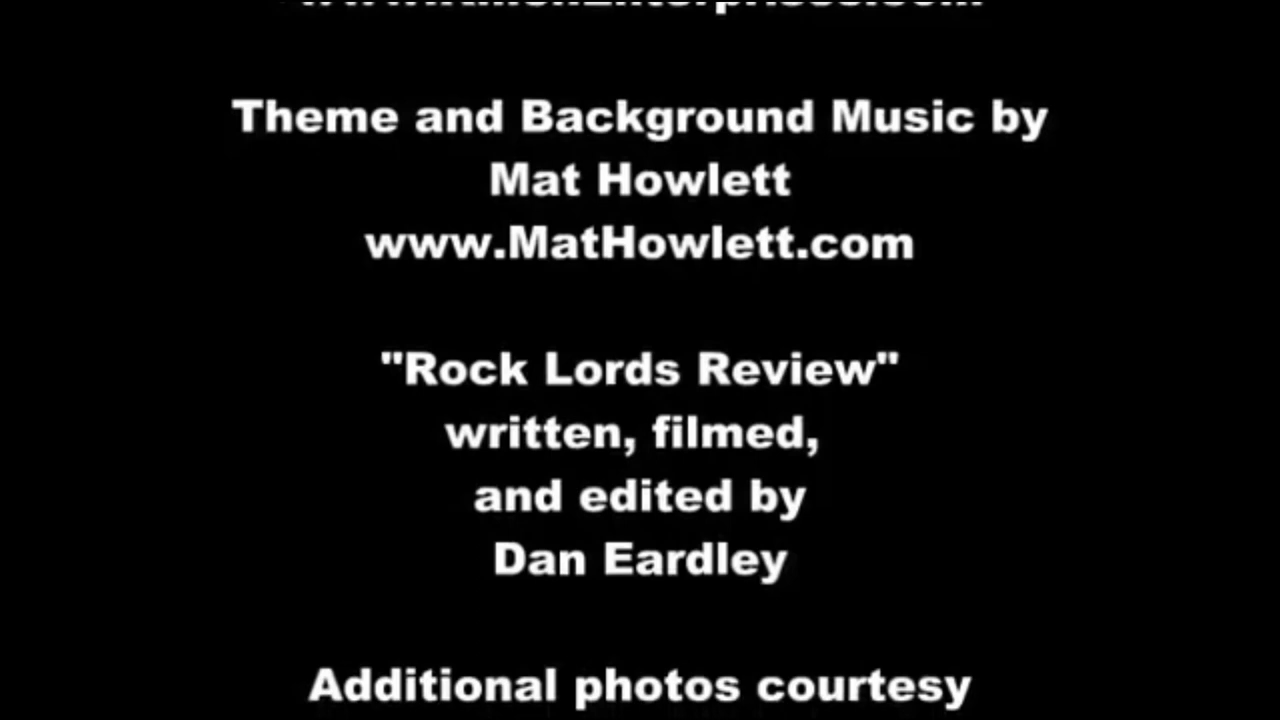 Theme and Background Music by
Mat Howlett
www.MatHowlett.com
"Rock Lords Review"
written, filmed,
and edited by
Dan Eardley
Additional photos courtesy